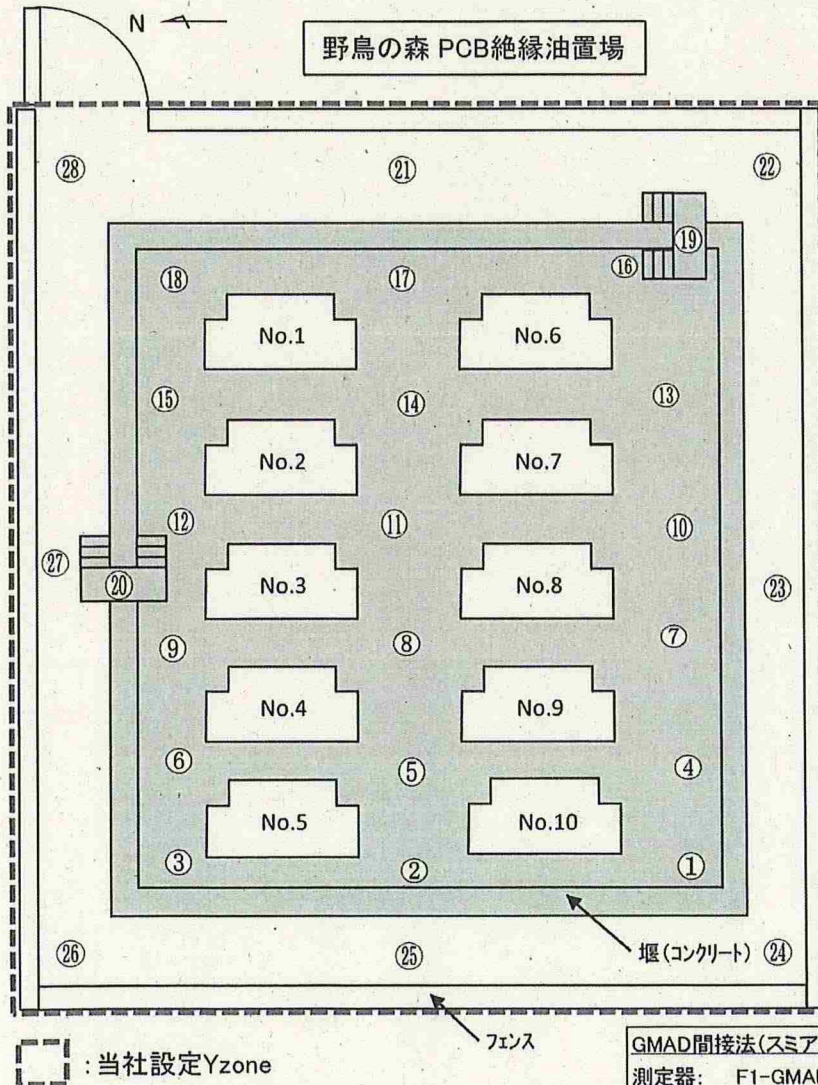 N
野鳥の森 PCB絶縁油置場
㉘ ㉑ ㉒
⑲
⑱ ⑰ ⑯
No.1 No.6
⑮ ⑭ ⑬
No.2 No.7
⑫ ⑪ ⑩
㉗ ⑳ No.3 No.8 ㉓
⑨ ⑧ ⑦
No.4 No.9
⑥ ⑤ ④
No.5 No.10
③ ② ①
堰(コンクリート)
㉖ ㉕ ㉔
フェンス
:当社設定Yzone
GMAD間接法(スミア
測定器: F1-GMA